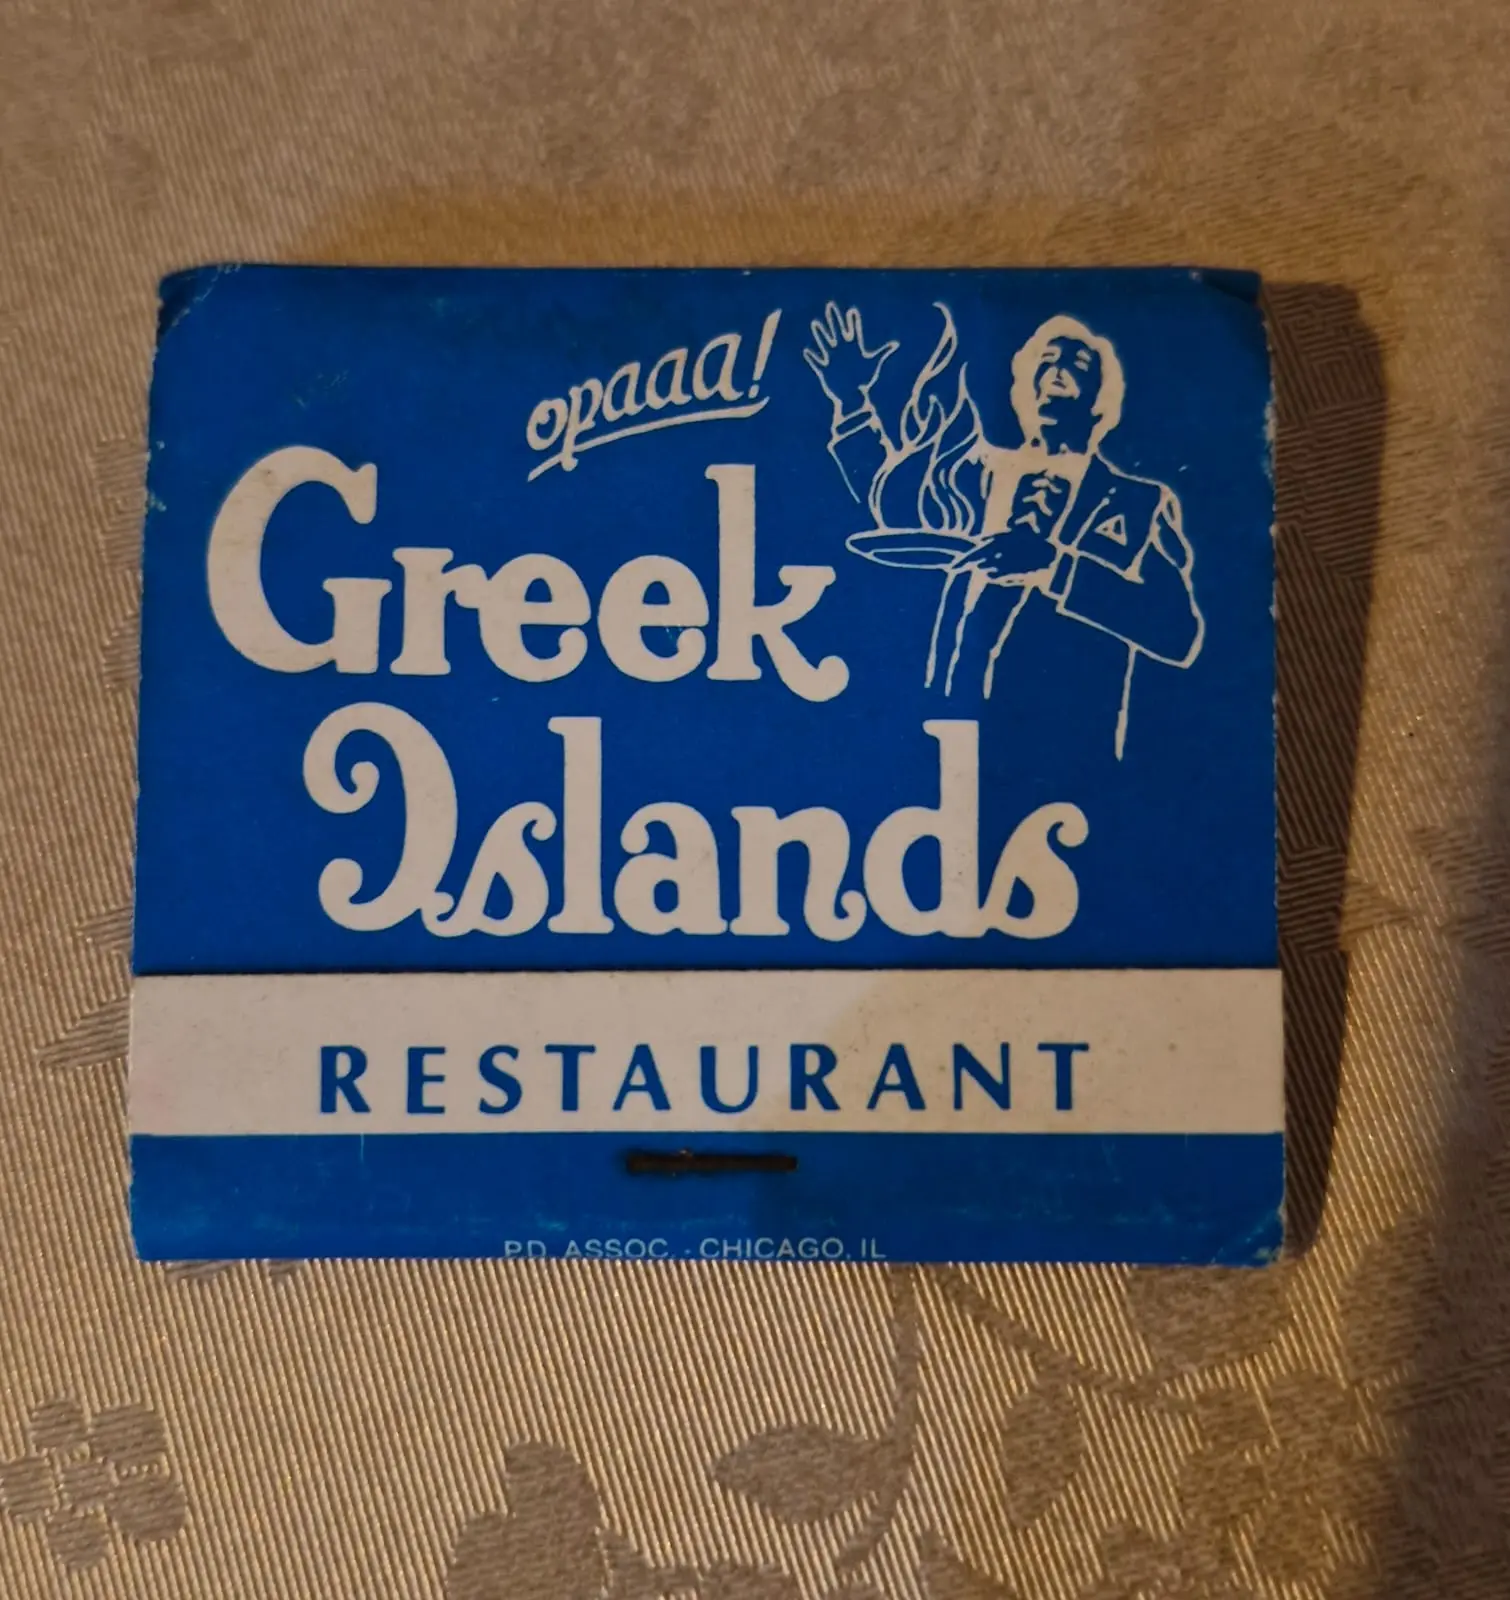 opaaa!
Greek
Islands
RESTAURANT
P.D. ASSOC. - CHICAGO, IL